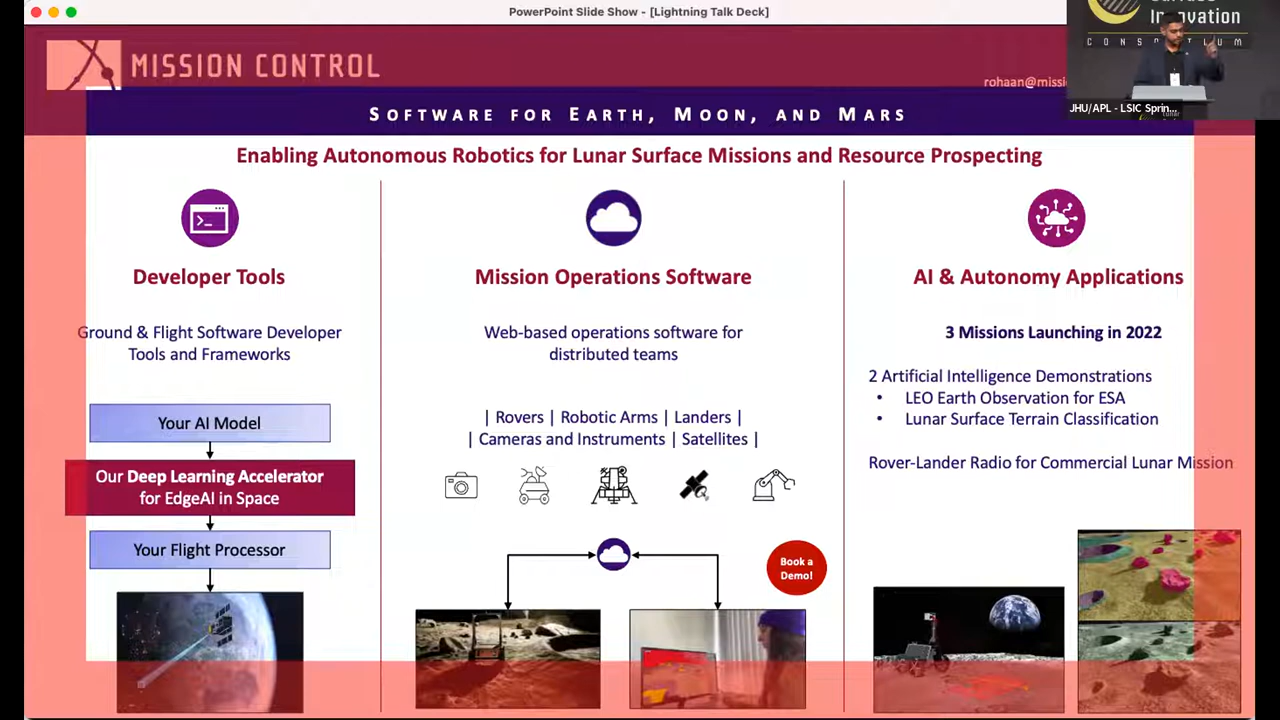 PowerPoint Slide Show - [Lightning Talk Deck]
MISSION CONTROL
Innovation
CONSORTIUM
rohaan@missi
JHU/APL - LSIC Sprin...
SOFTWARE FOR EARTH, MOON, AND MARS
Enabling Autonomous Robotics for Lunar Surface Missions and Resource Prospecting
Developer Tools
Ground & Flight Software Developer
Tools and Frameworks
Your AI Model
Our Deep Learning Accelerator
for EdgeAI in Space
Your Flight Processor
Mission Operations Software
Web-based operations software for
distributed teams
| Rovers | Robotic Arms | Landers |
| Cameras and Instruments | Satellites |
Book a
Demo!
AI & Autonomy Applications
3 Missions Launching in 2022
2 Artificial Intelligence Demonstrations
• LEO Earth Observation for ESA
• Lunar Surface Terrain Classification
Rover-Lander Radio for Commercial Lunar Mission